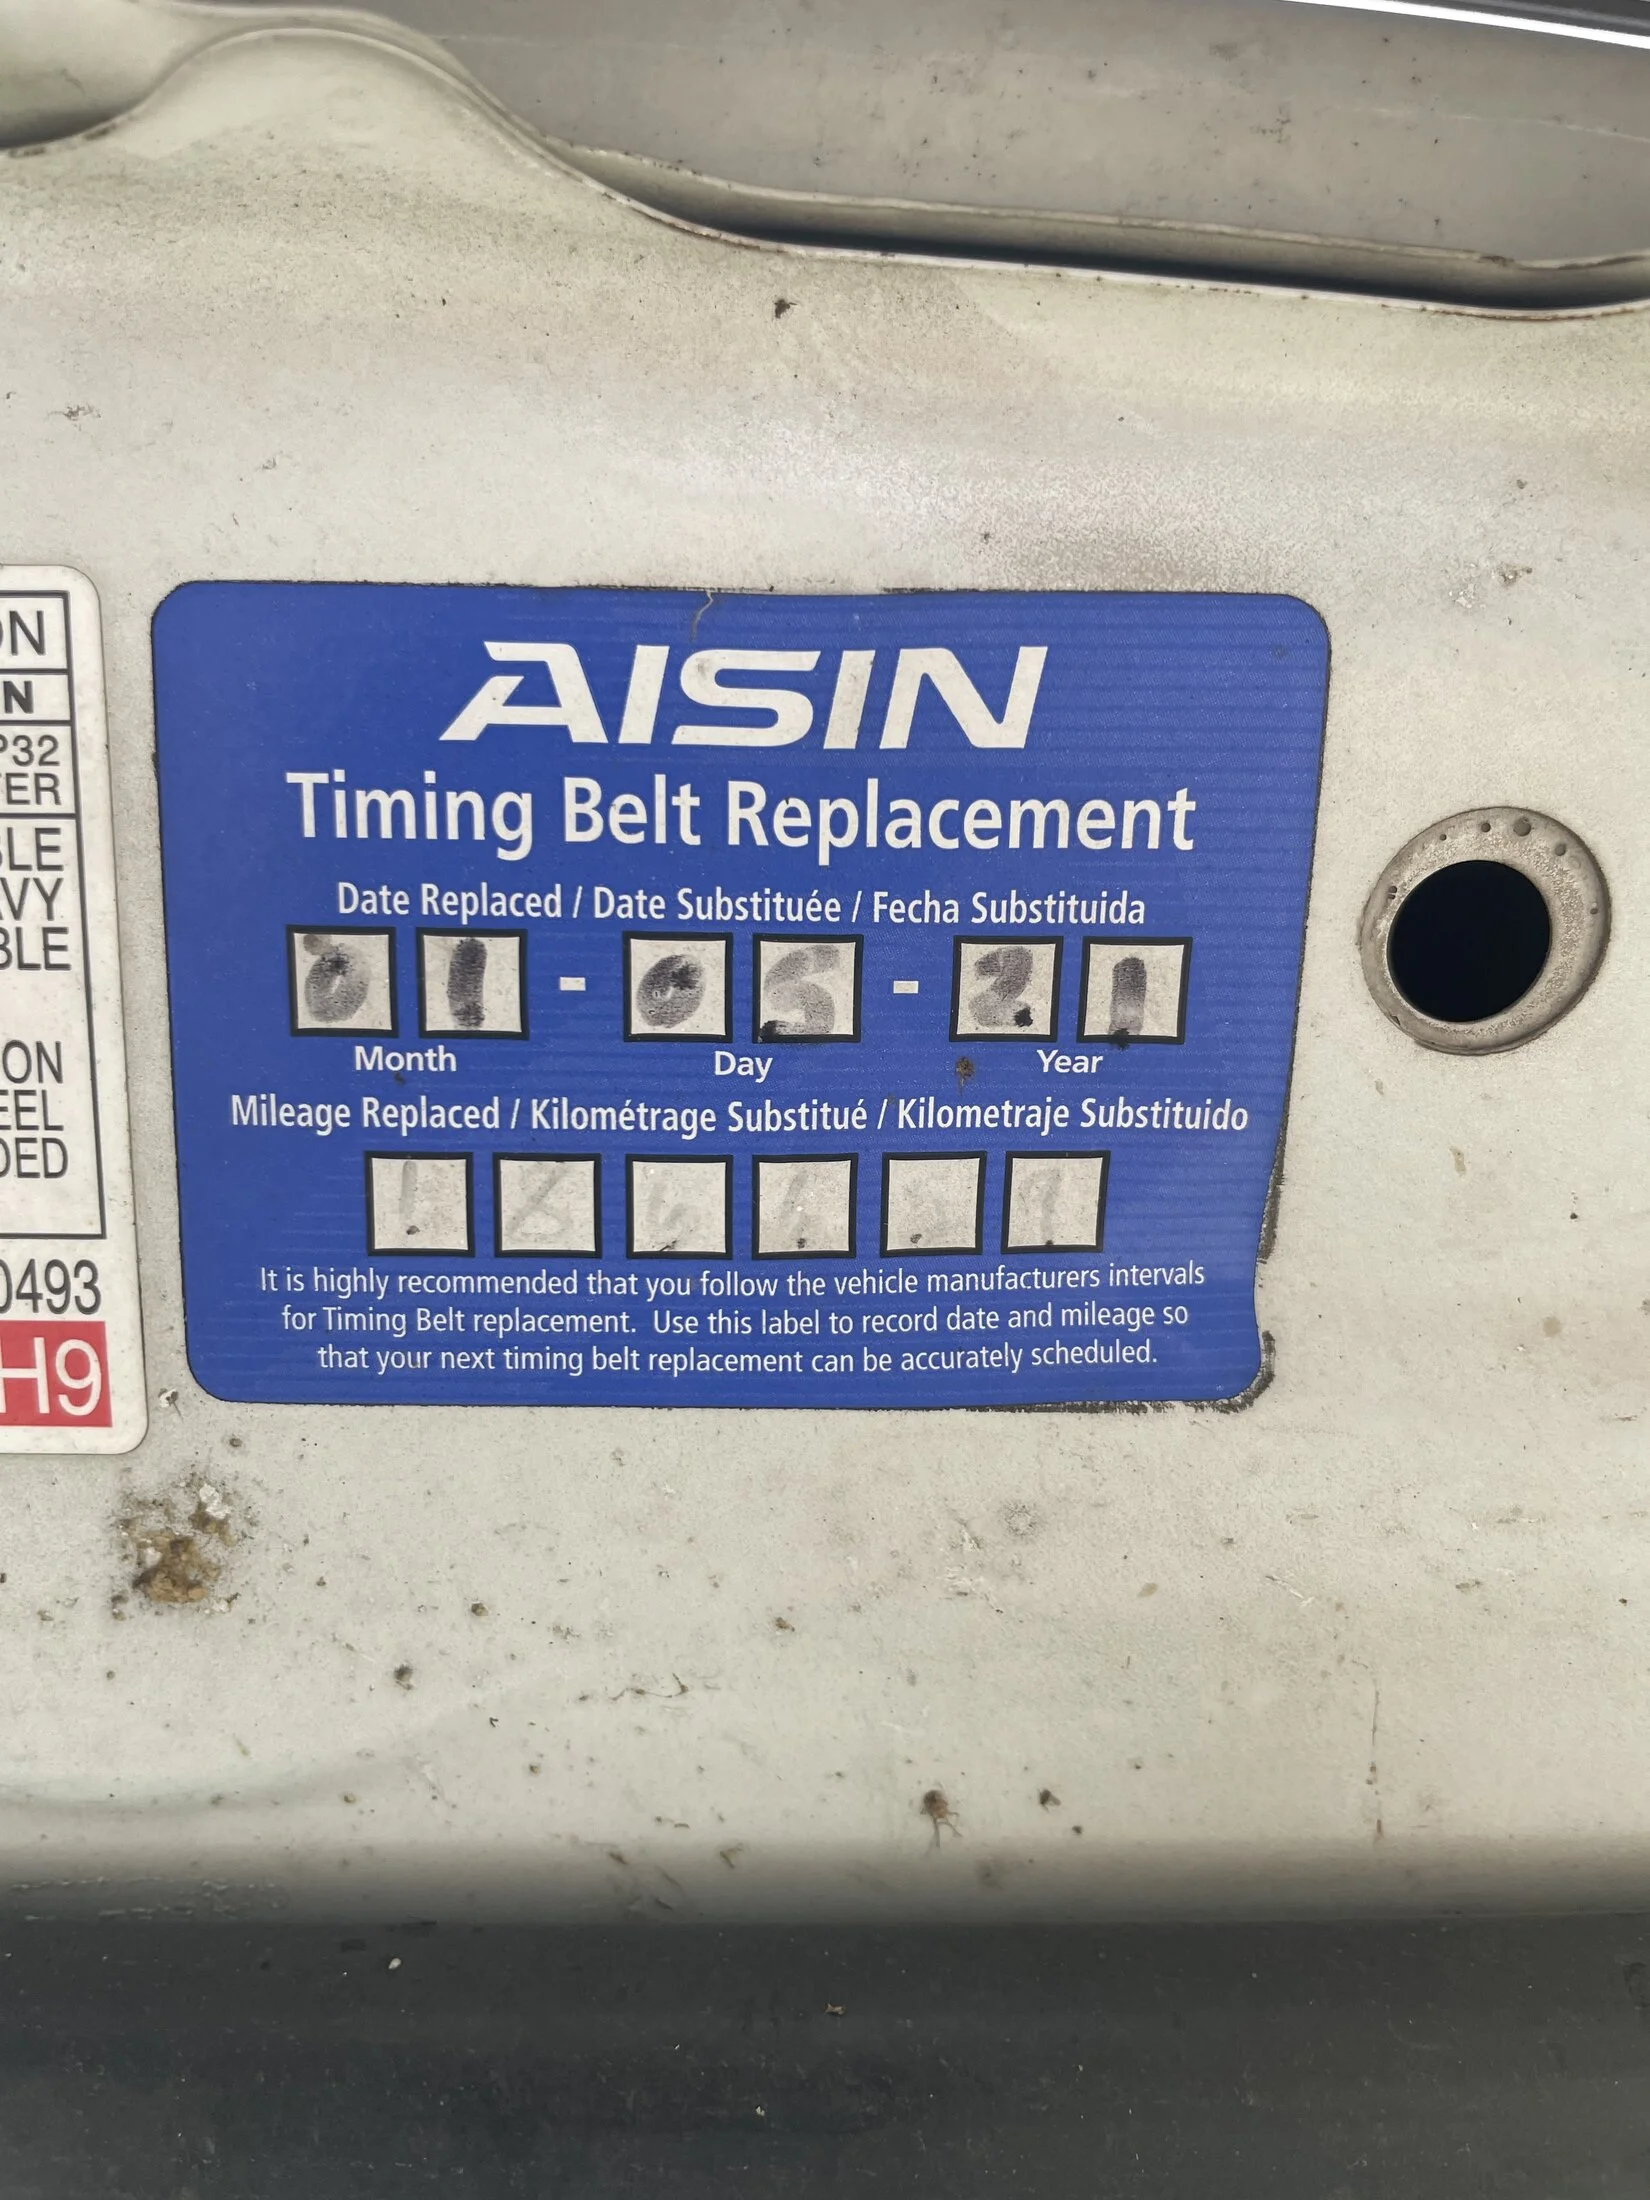 ON
N
P32
TER
BLE
AVY
BLE
ION
EEL
DED
0493
H9
AISIN
Timing Belt Replacement
Date Replaced / Date Substituée / Fecha Substituida
01 - 05 - 21
Month Day Year
Mileage Replaced / Kilométrage Substitué / Kilometraje Substituido
It is highly recommended that you follow the vehicle manufacturers intervals
for Timing Belt replacement. Use this label to record date and mileage so
that your next timing belt replacement can be accurately scheduled.